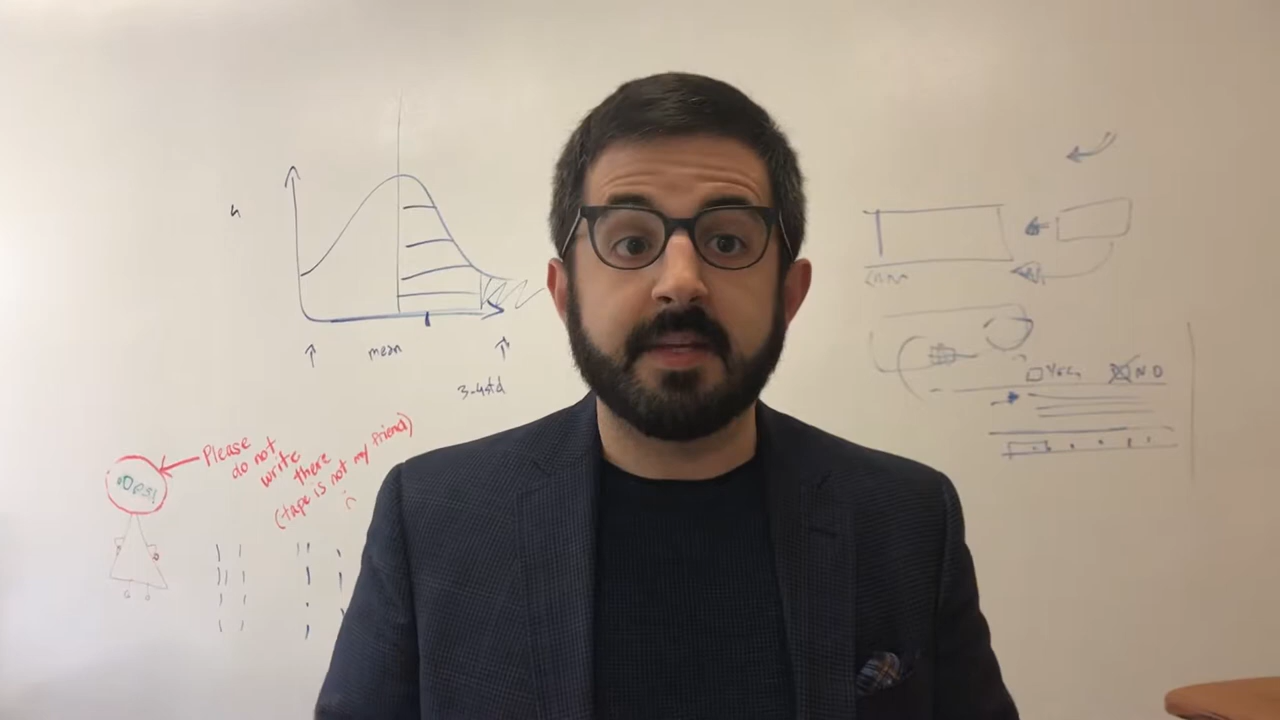 mean
3-4std
Please
do not
write
there
(tape is not my friend)
Oops!
Yes
NO